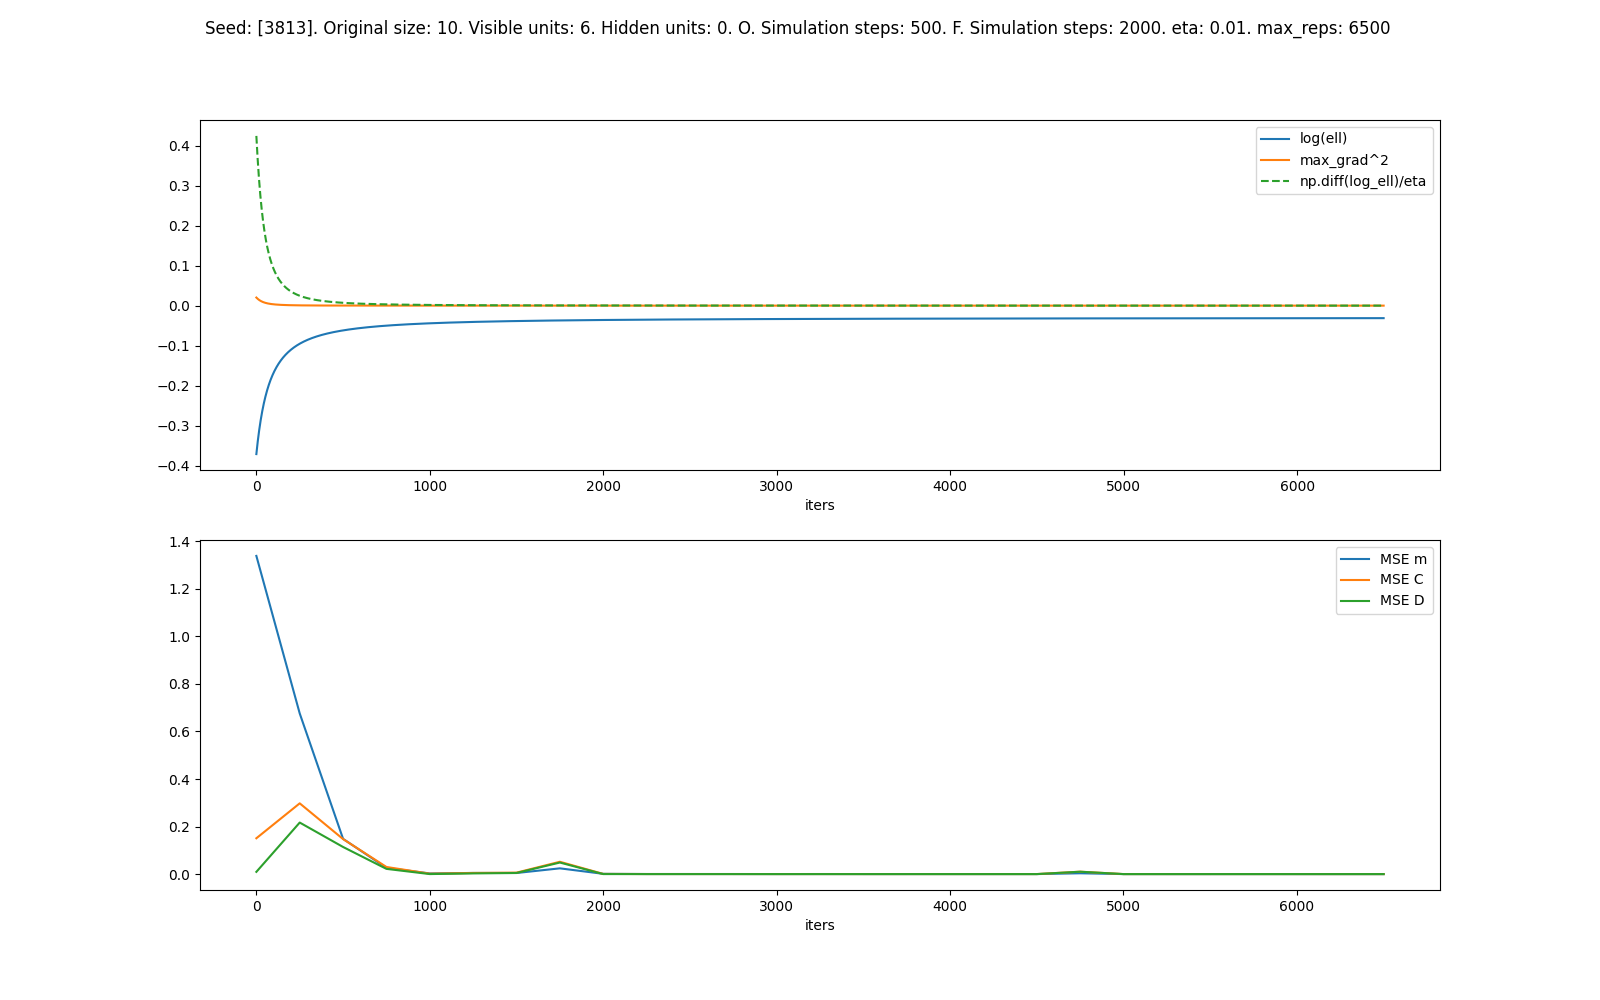 Seed: [3813]. Original size: 10. Visible units: 6. Hidden units: 0. O. Simulation steps: 500. F. Simulation steps: 2000. eta: 0.01. max_reps: 6500
log(ell)
max_grad^2
np.diff(log_ell)/eta
0.4
0.3
0.2
0.1
0.0
−0.1
−0.2
−0.3
−0.4
0 1000 2000 3000 4000 5000 6000
iters
MSE m
MSE C
MSE D
1.4
1.2
1.0
0.8
0.6
0.4
0.2
0.0
0 1000 2000 3000 4000 5000 6000
iters